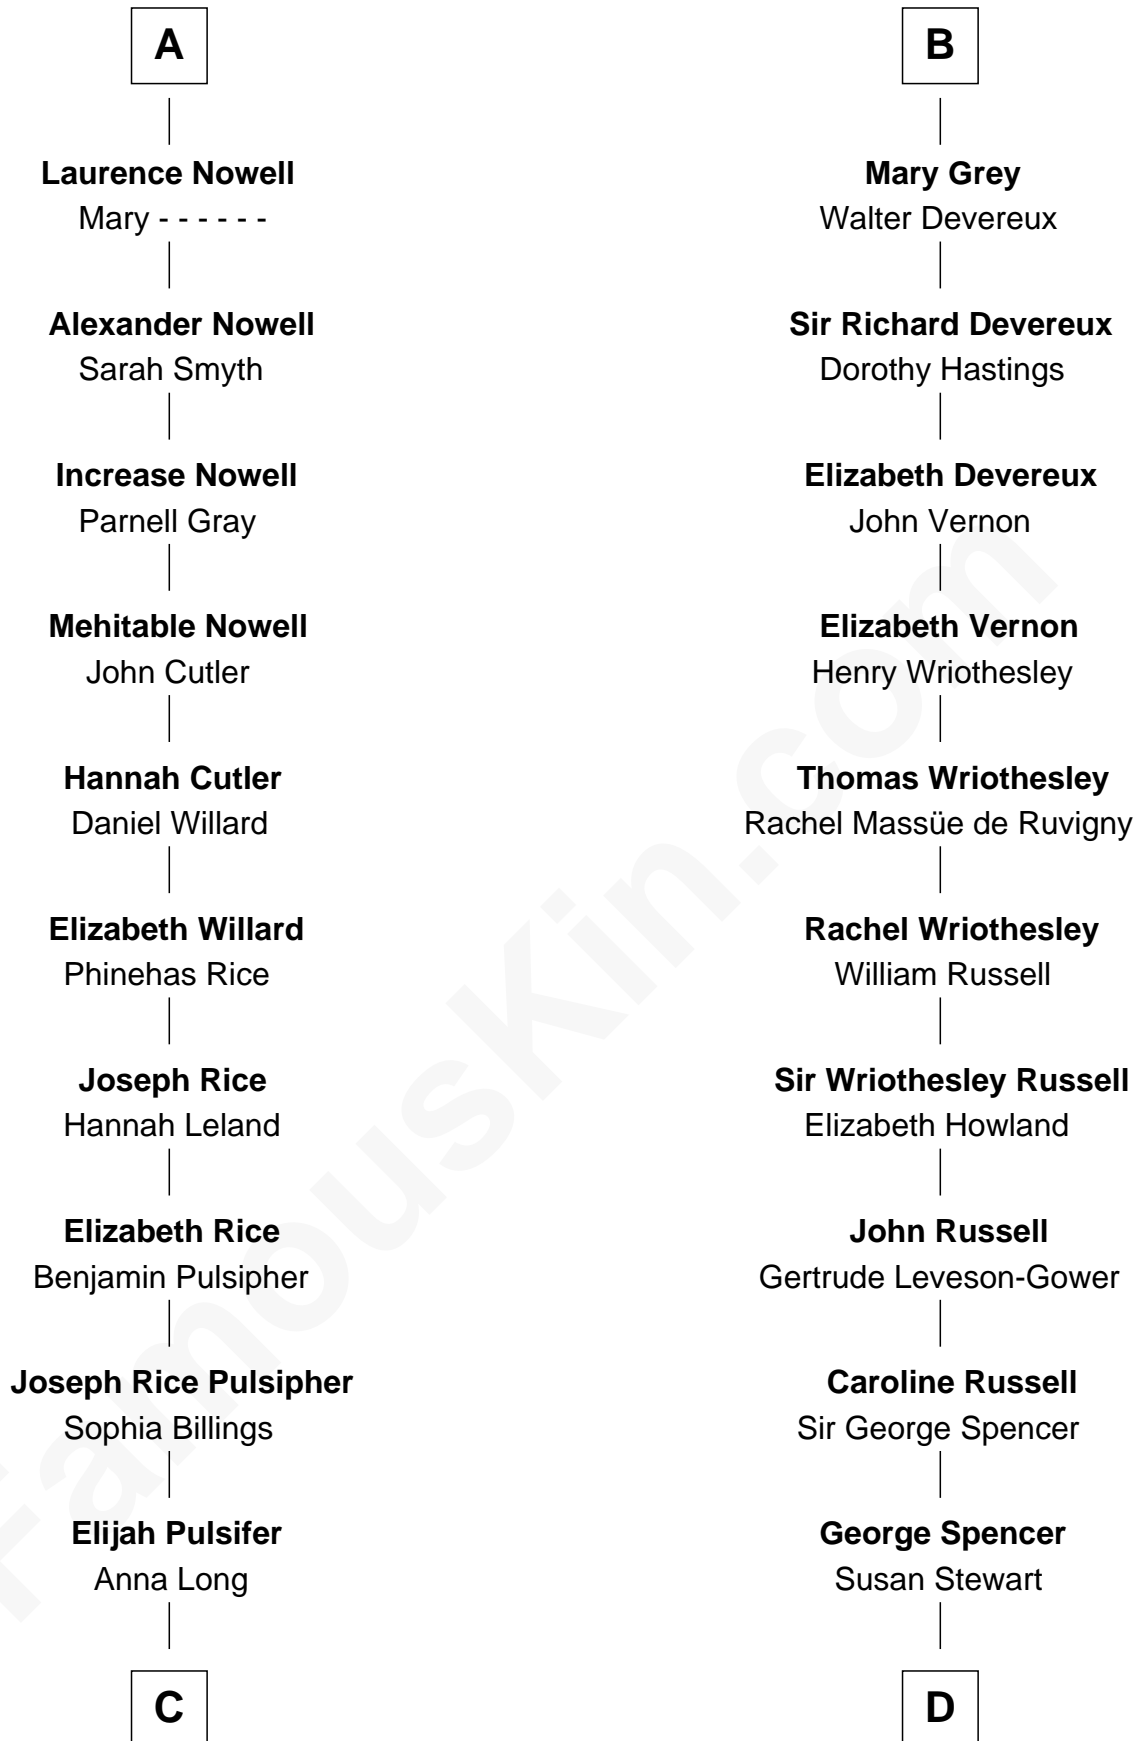 A
Laurence Nowell
Mary - - - - - -
Alexander Nowell
Sarah Smyth
Increase Nowell
Parnell Gray
Mehitable Nowell
John Cutler
Hannah Cutler
Daniel Willard
Elizabeth Willard
Phinehas Rice
Joseph Rice
Hannah Leland
Elizabeth Rice
Benjamin Pulsipher
Joseph Rice Pulsipher
Sophia Billings
Elijah Pulsifer
Anna Long
C
B
Mary Grey
Walter Devereux
Sir Richard Devereux
Dorothy Hastings
Elizabeth Devereux
John Vernon
Elizabeth Vernon
Henry Wriothesley
Thomas Wriothesley
Rachel Massüe de Ruvigny
Rachel Wriothesley
William Russell
Sir Wriothesley Russell
Elizabeth Howland
John Russell
Gertrude Leveson-Gower
Caroline Russell
Sir George Spencer
George Spencer
Susan Stewart
D
FamousKin.com